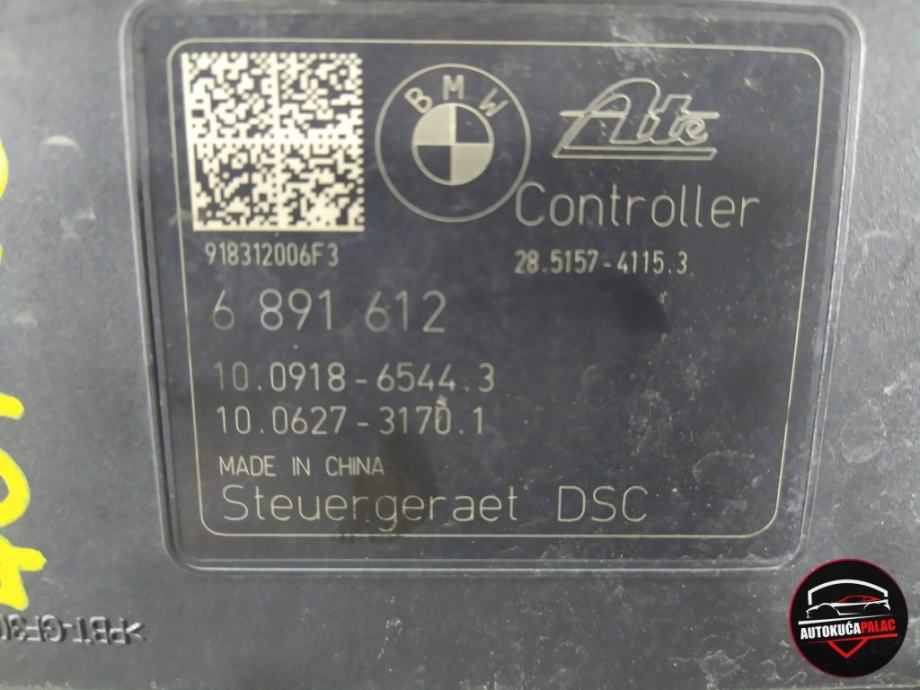 BMW
Ate
Controller
918312006F3
28.5157-4115.3
6 891 612
10.0918-6544.3
10.0627-3170.1
MADE IN CHINA
Steuergeraet DSC
AUTOKUĆAPALAC